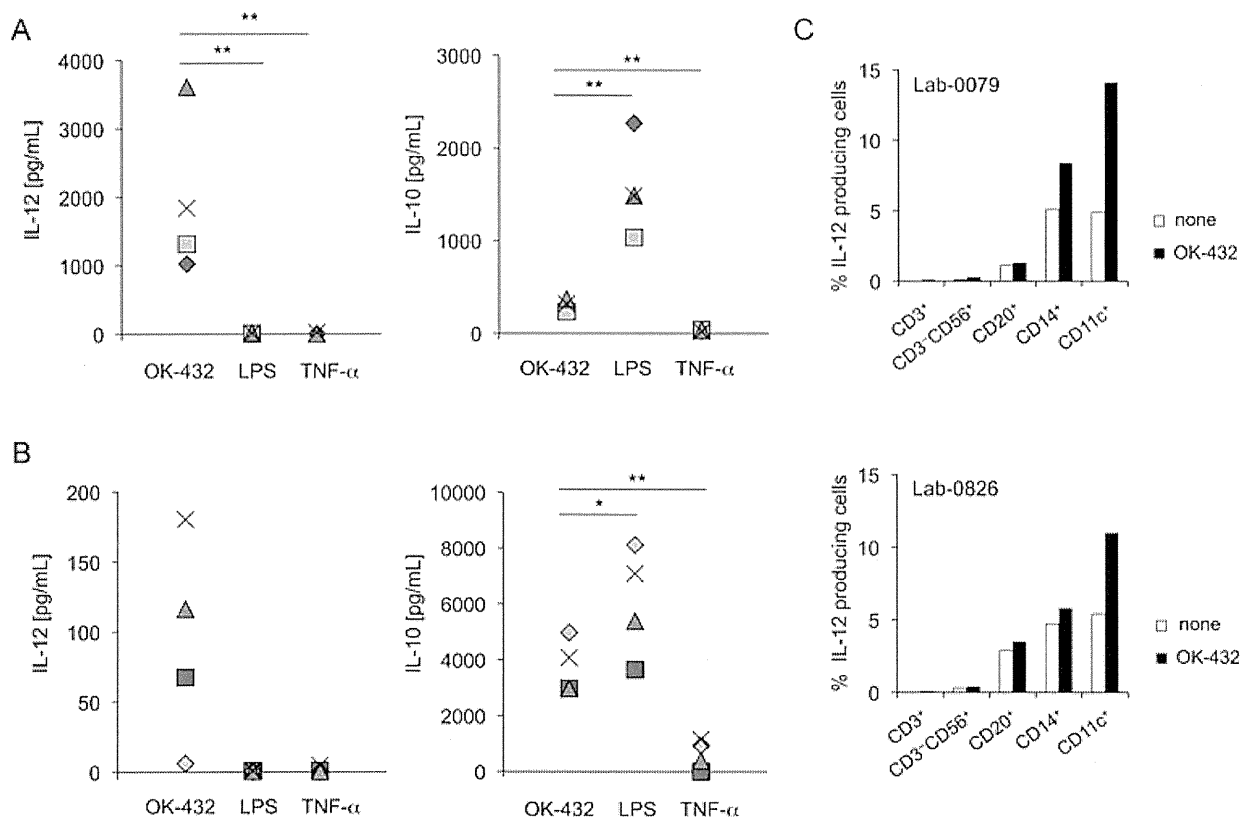 A
**
**
IL-12 [pg/mL]
4000
3000
2000
1000
0
OK-432 LPS TNF-α
**
**
IL-10 [pg/mL]
3000
2000
1000
0
OK-432 LPS TNF-α
B
IL-12 [pg/mL]
200
150
100
50
0
OK-432 LPS TNF-α
**
*
IL-10 [pg/mL]
10000
8000
6000
4000
2000
0
OK-432 LPS TNF-α
C
Lab-0079
% IL-12 producing cells
15
10
5
0
CD3⁺ CD3⁻CD56⁺ CD20⁺ CD14⁺ CD11c⁺
none
OK-432
Lab-0826
% IL-12 producing cells
15
10
5
0
CD3⁺ CD3⁻CD56⁺ CD20⁺ CD14⁺ CD11c⁺
none
OK-432